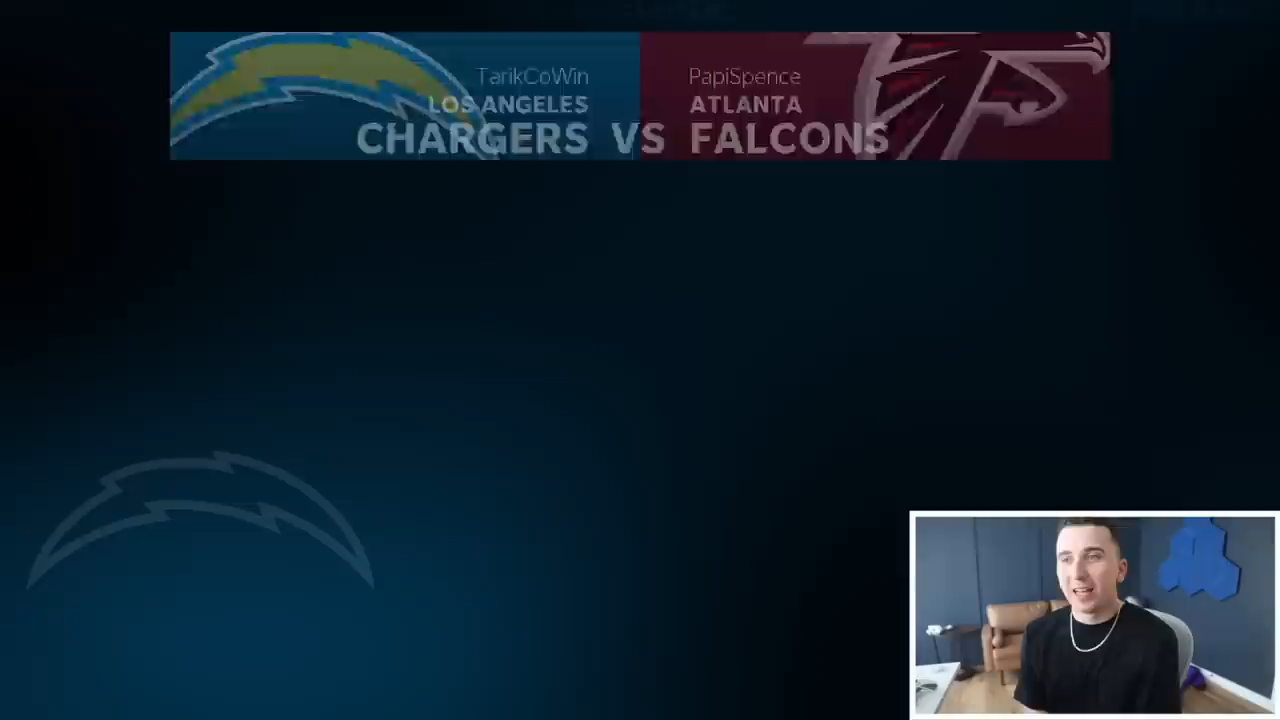 TarikCoWin
LOS ANGELES
CHARGERS VS FALCONS
PapiSpence
ATLANTA